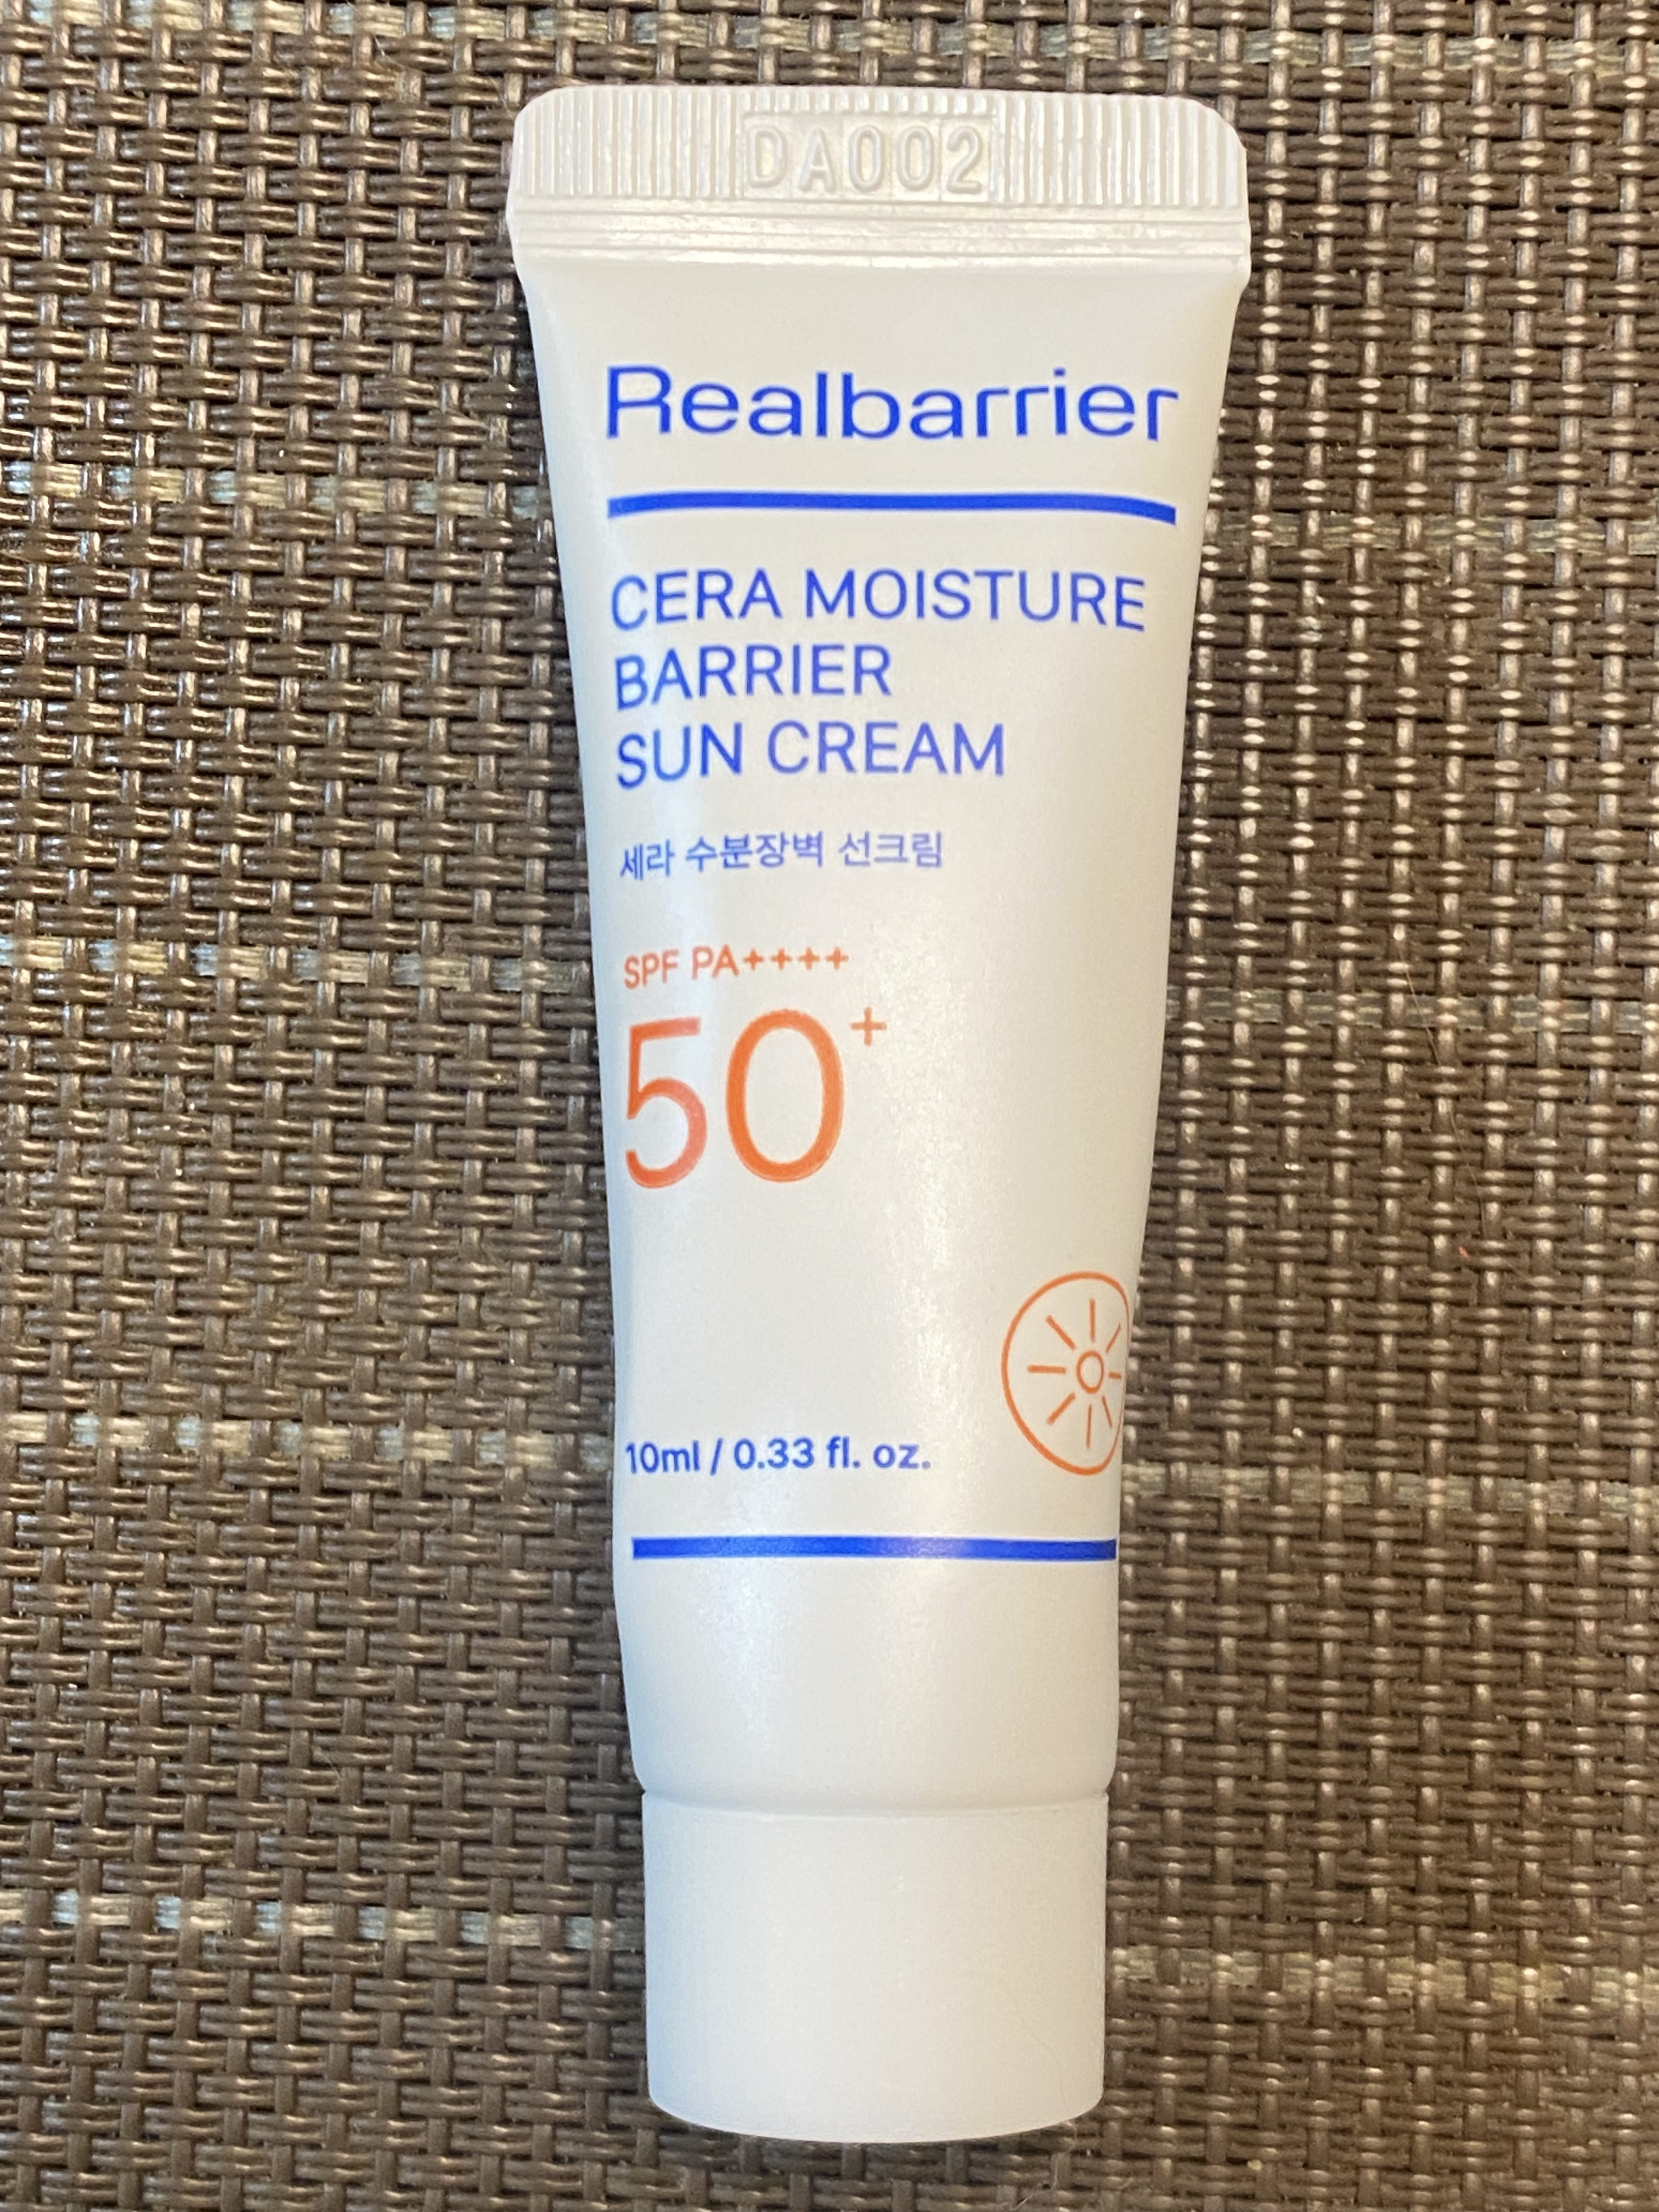 DA002
Realbarrier
CERA MOISTURE
BARRIER
SUN CREAM
세라 수분장벽 선크림
SPF PA++++
50+
10ml / 0.33 fl. oz.